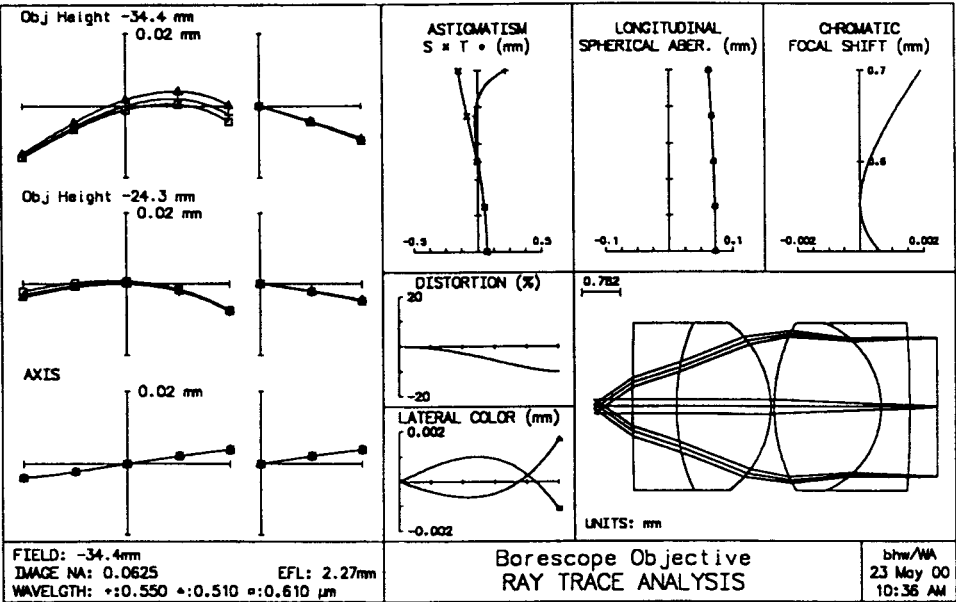 Obj Height -34.4 mm
0.02 mm
Obj Height -24.3 mm
0.02 mm
AXIS
0.02 mm
ASTIGMATISM
S × T • (mm)
-0.5
0.5
LONGITUDINAL
SPHERICAL ABER. (mm)
-0.1
0.1
CHROMATIC
FOCAL SHIFT (mm)
0.7
0.6
-0.002
0.002
DISTORTION (%)
20
-20
LATERAL COLOR (mm)
0.002
-0.002
0.782
UNITS: mm
FIELD: -34.4mm
IMAGE NA: 0.0625 EFL: 2.27mm
WAVELGTH: +:0.550 ▵:0.510 ▫:0.610 µm
Borescope Objective
RAY TRACE ANALYSIS
bhw/WA
23 May 00
10:36 AM